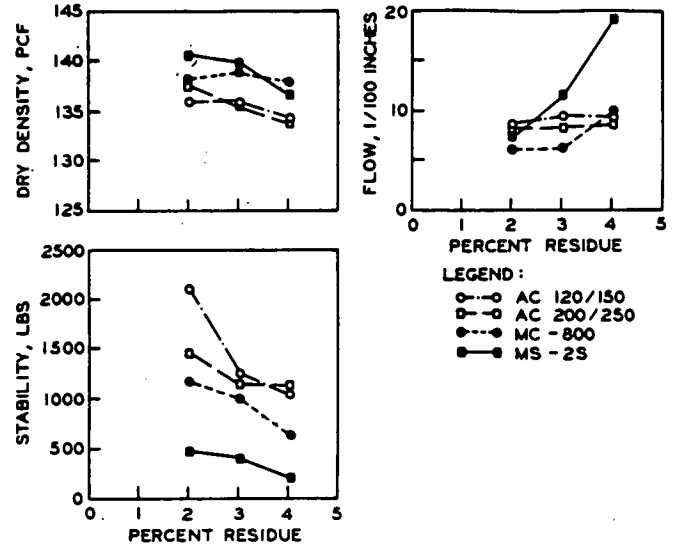 DRY DENSITY, PCF
145
140
135
133
125
FLOW, 1/100 INCHES
20
10
0
0 1 2 3 4 5
PERCENT RESIDUE
STABILITY, LBS
2500
2000
1500
1000
500
0
0 1 2 3 4 5
PERCENT RESIDUE
LEGEND:
AC 120/150
AC 200/250
MC-800
MS-2S